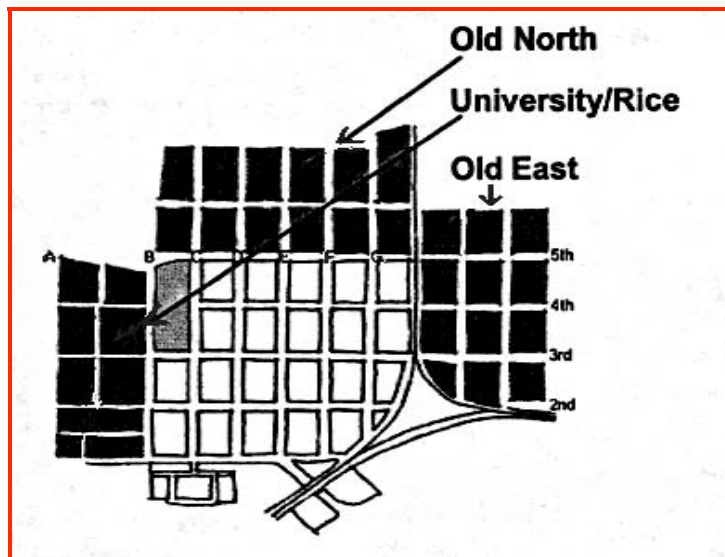 Old North
University/Rice
Old East
A B C D E F G
5th
4th
3rd
2nd